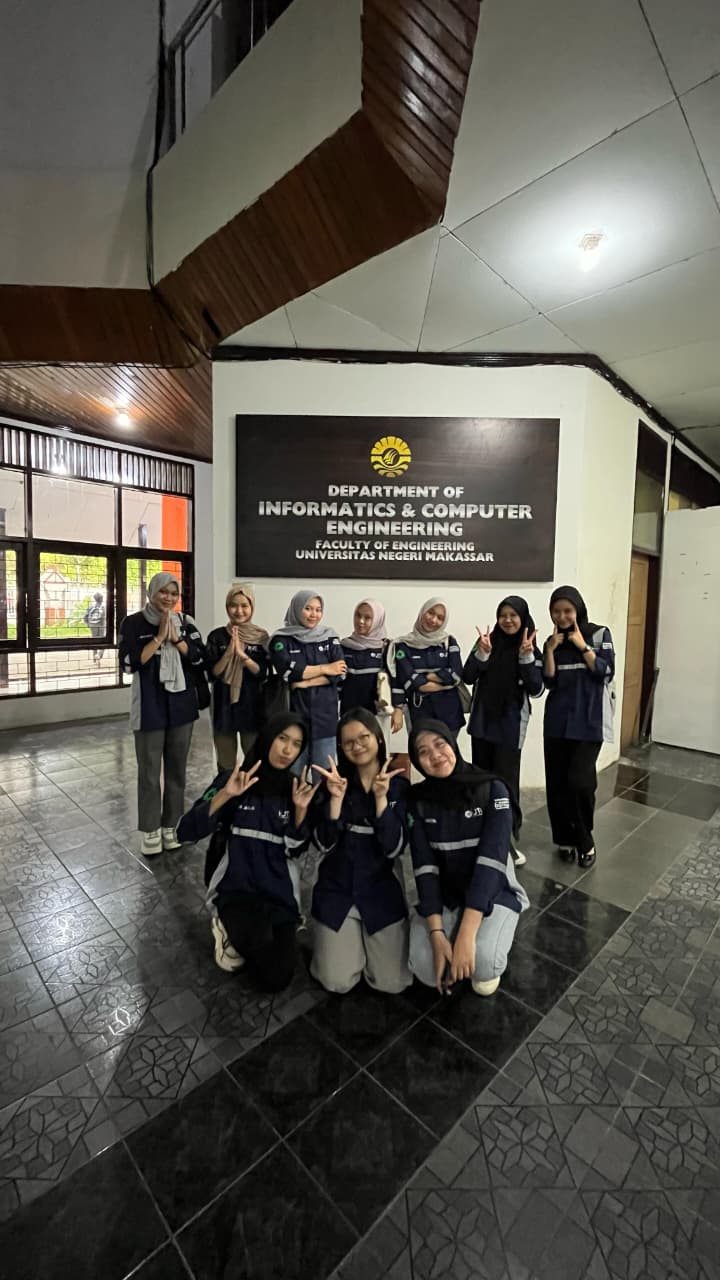 DEPARTMENT OF
INFORMATICS & COMPUTER
ENGINEERING
FACULTY OF ENGINEERING
UNIVERSITAS NEGERI MAKASSAR